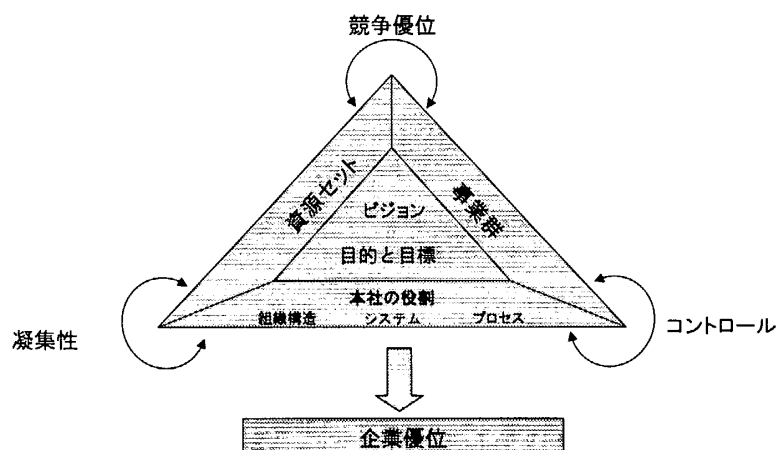 競争優位
資源セット
事業群
ビジョン
目的と目標
本社の役割
組織構造 システム プロセス
凝集性
コントロール
企業優位